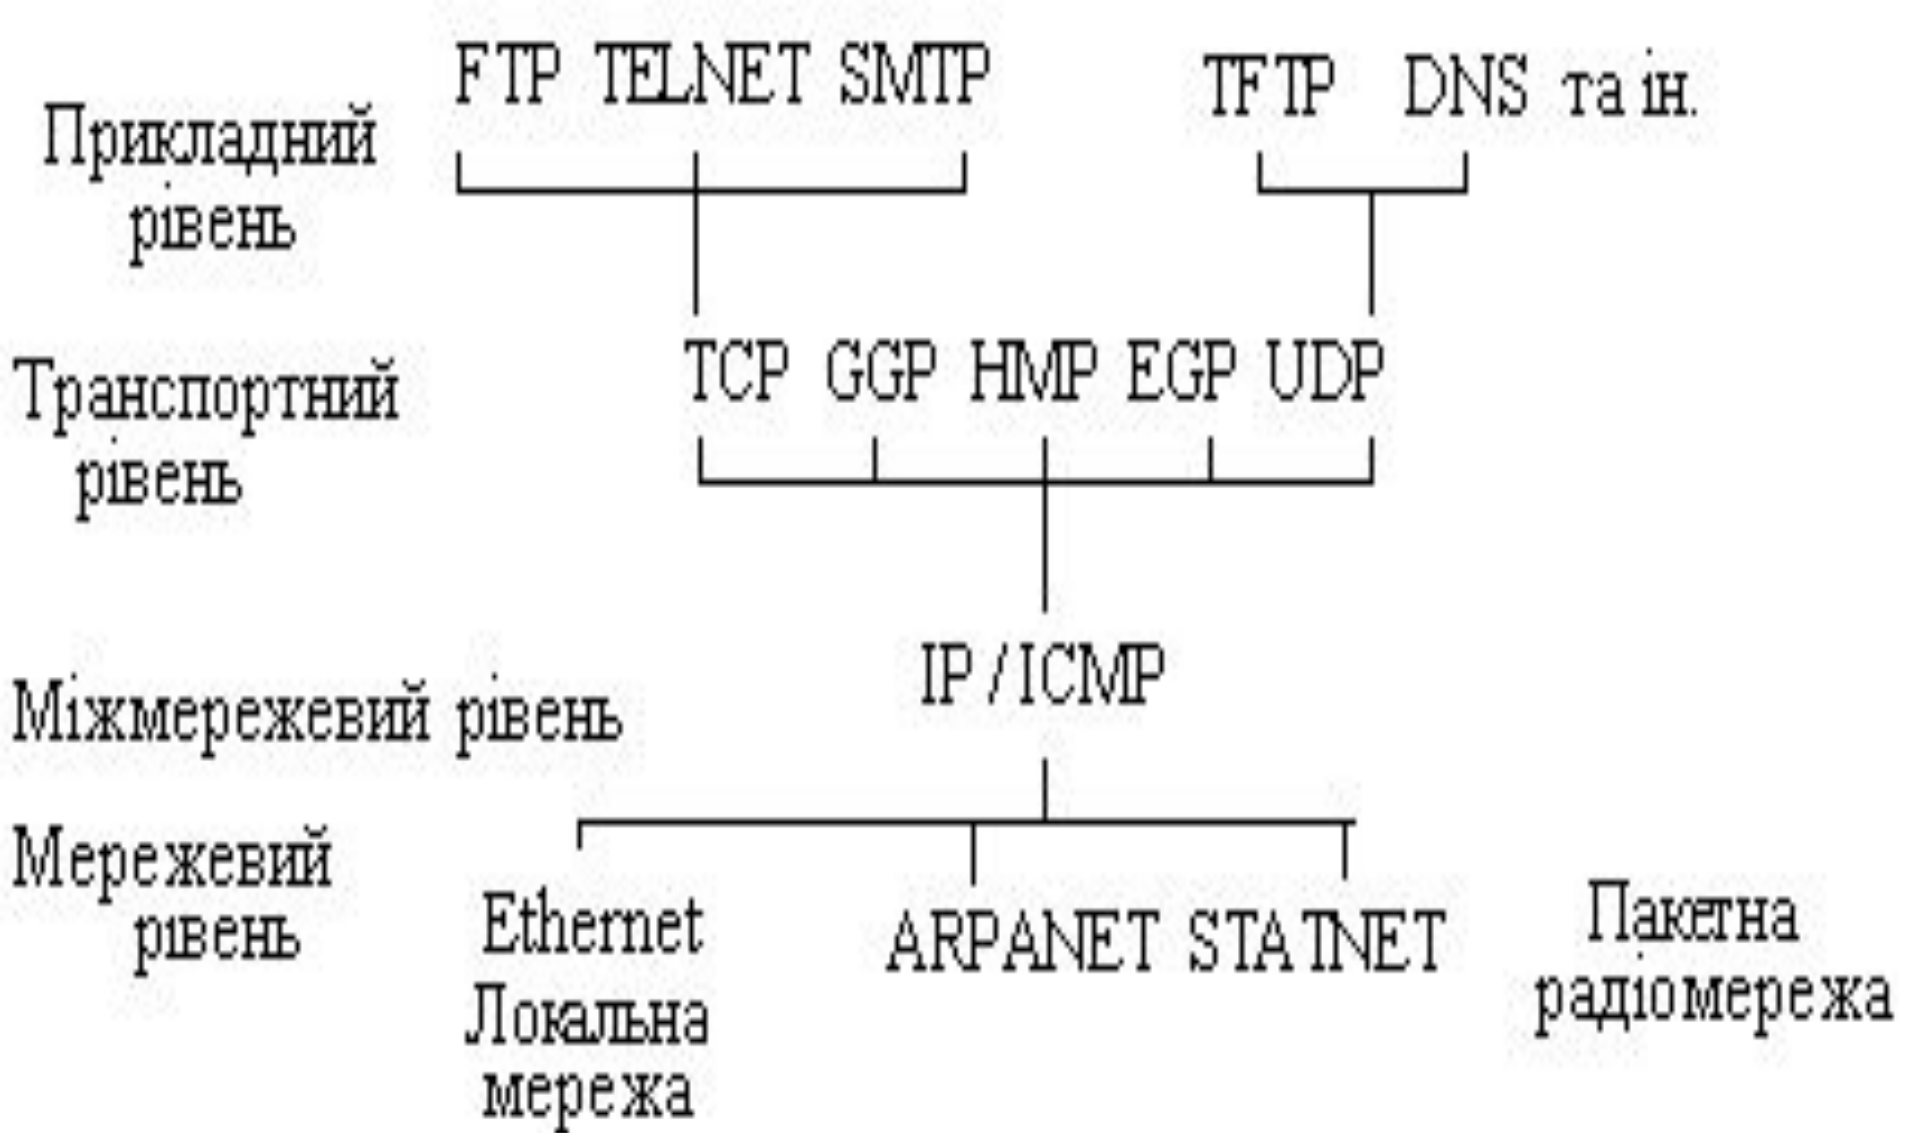 FTP TELNET SMTP
TFTP DNS та ін.
Прикладний
рівень
TCP GGP HMP EGP UDP
Транспортний
рівень
IP / ICMP
Міжмережевий рівень
Мережевий
рівень
Ethernet
Локальна
мережа
ARPANET STATNET
Пакетна
радіомережа